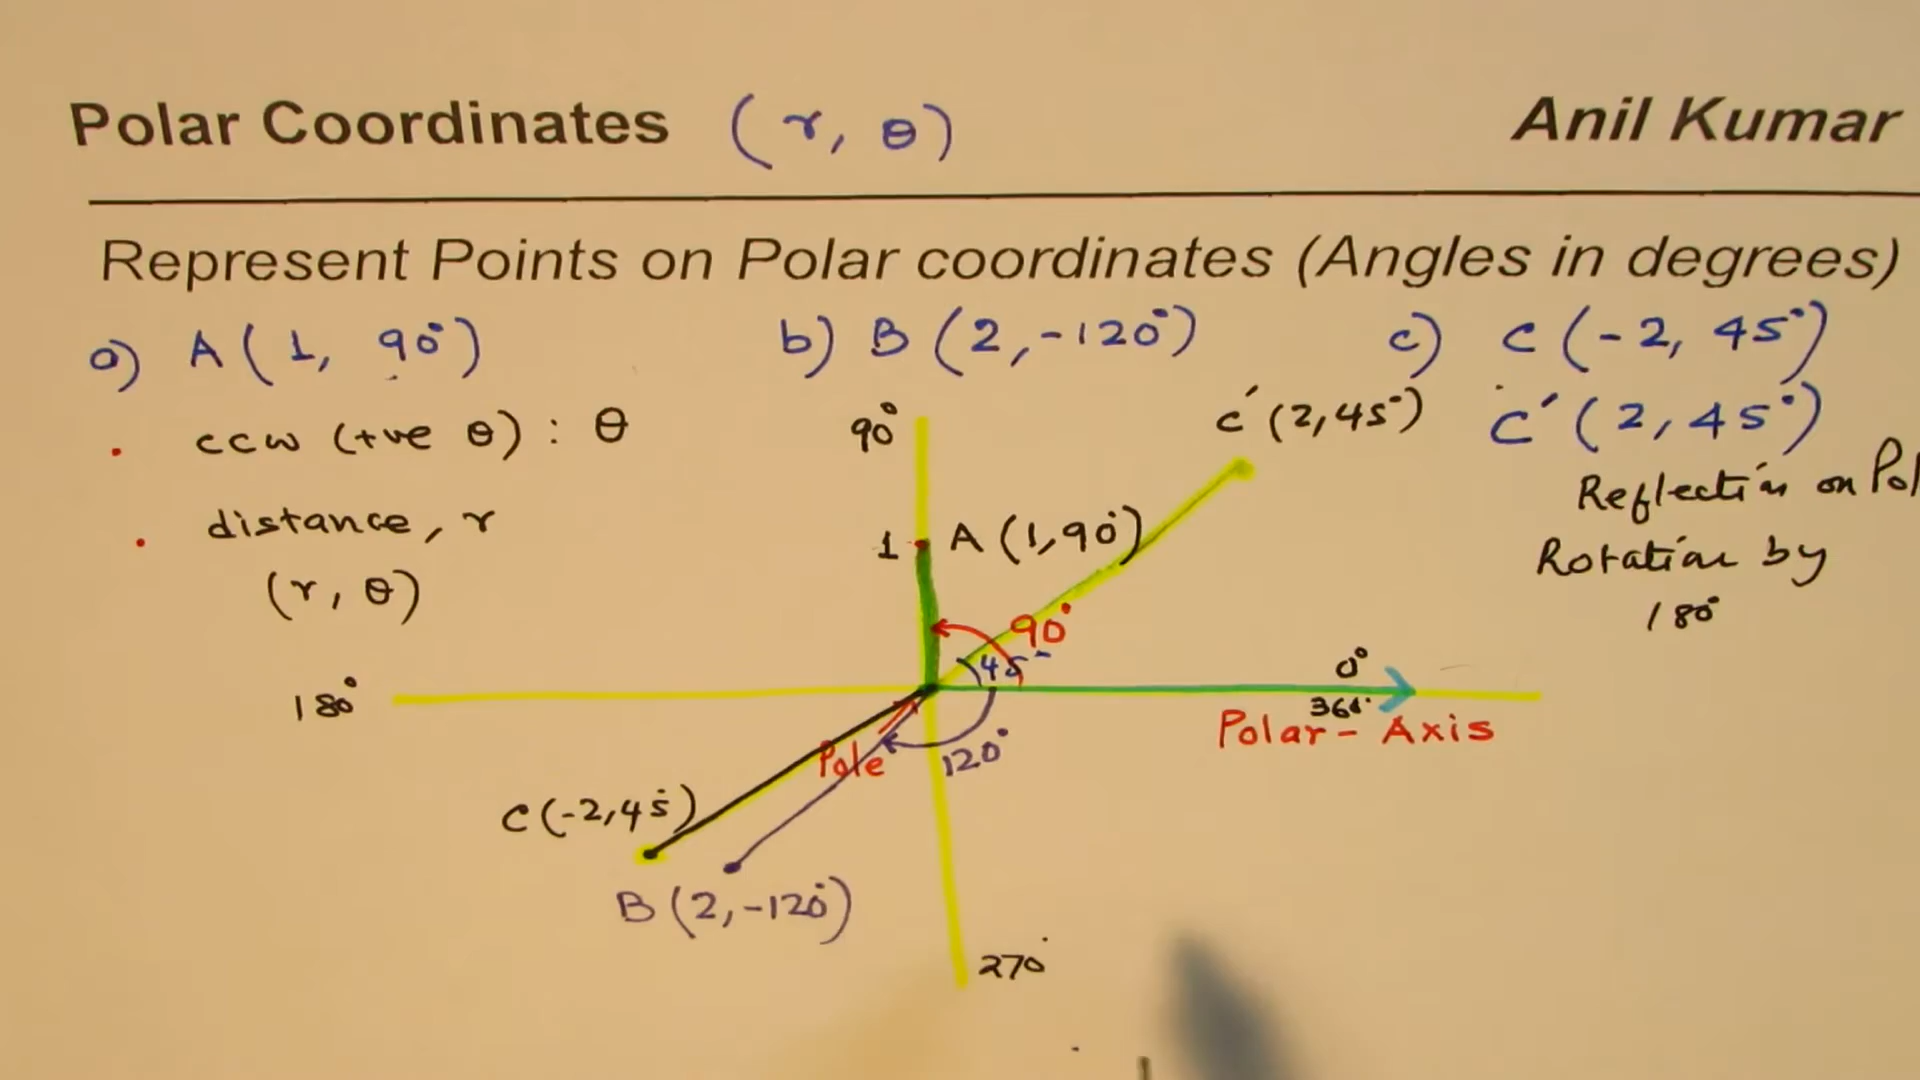 Polar Coordinates (r, θ) Anil Kumar
Represent Points on Polar coordinates (Angles in degrees)
a) A(1, 90°) b) B(2,-120°) c) C(-2, 45°)
C'(2,45°) C'(2,45°)
90°
• ccw (+ve θ) : θ
Reflection on
• distance, r
1 A(1,90°)
Rotation by
(r, θ)
180°
90°
45°
0°
180°
Polar-Axis
Pole
120°
C(-2,45°)
B(2,-120°)
270°